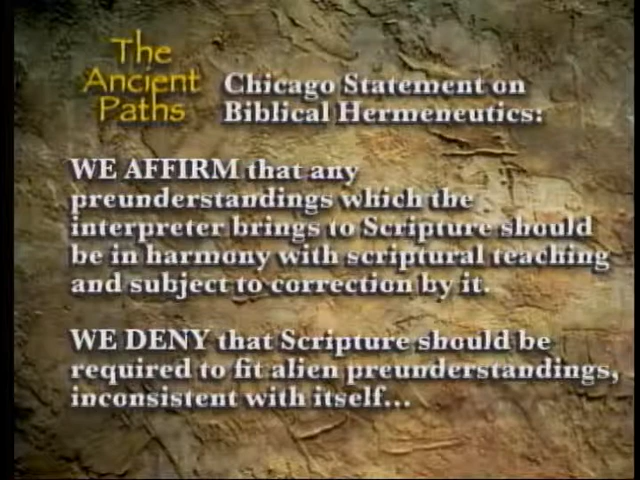 The
Ancient
Paths
Chicago Statement on
Biblical Hermeneutics:
WE AFFIRM that any
preunderstandings which the
interpreter brings to Scripture should
be in harmony with scriptural teaching
and subject to correction by it.
WE DENY that Scripture should be
required to fit alien preunderstandings,
inconsistent with itself...